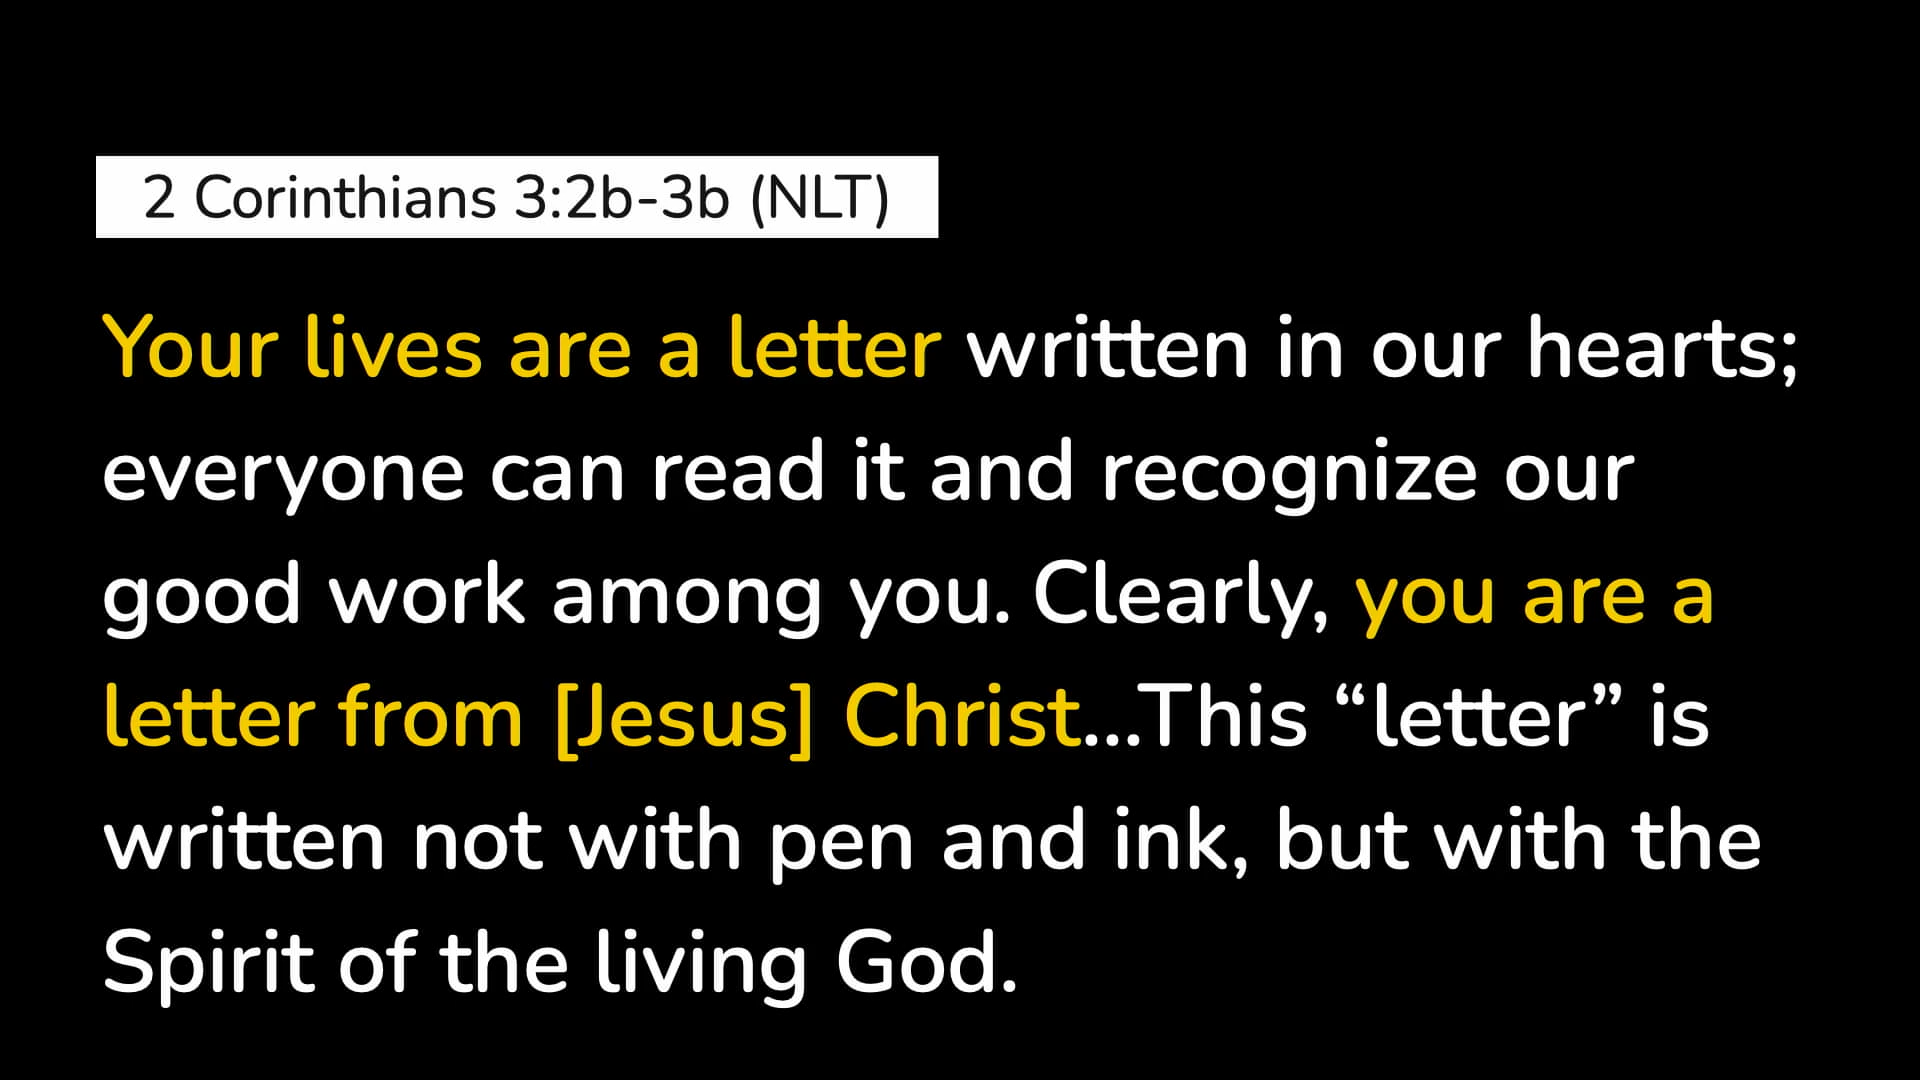 2 Corinthians 3:2b-3b (NLT)
Your lives are a letter written in our hearts;
everyone can read it and recognize our
good work among you. Clearly, you are a
letter from [Jesus] Christ...This “letter” is
written not with pen and ink, but with the
Spirit of the living God.